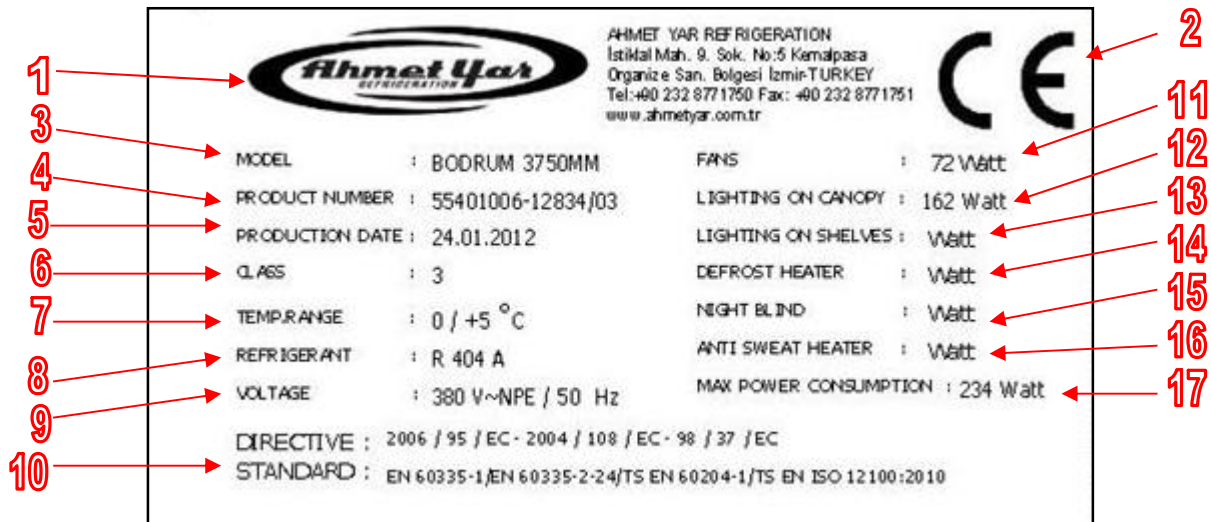 Ahmet Yar
REFRIGERATION
AHMET YAR REFRIGERATION
İstiklal Mah. 9. Sok. No:5 Kemalpasa
Organize San. Bolgesi İzmir-TURKEY
Tel:+90 232 8771750 Fax: +90 232 8771751
www.ahmetyar.com.tr
CE
1
2
3
4
5
6
7
8
9
10
11
12
13
14
15
16
17
MODEL : BODRUM 3750MM
PRODUCT NUMBER : 55401006-12834/03
PRODUCTION DATE : 24.01.2012
CLASS : 3
TEMP.RANGE : 0 / +5 °C
REFRIGERANT : R 404 A
VOLTAGE : 380 V~NPE / 50 Hz
FANS : 72 Watt
LIGHTING ON CANOPY : 162 Watt
LIGHTING ON SHELVES : Watt
DEFROST HEATER : Watt
NIGHT BLIND : Watt
ANTI SWEAT HEATER : Watt
MAX POWER CONSUMPTION : 234 Watt
DIRECTIVE : 2006 / 95 / EC - 2004 / 108 / EC - 98 / 37 / EC
STANDARD : EN 60335-1/EN 60335-2-24/TS EN 60204-1/TS EN ISO 12100:2010